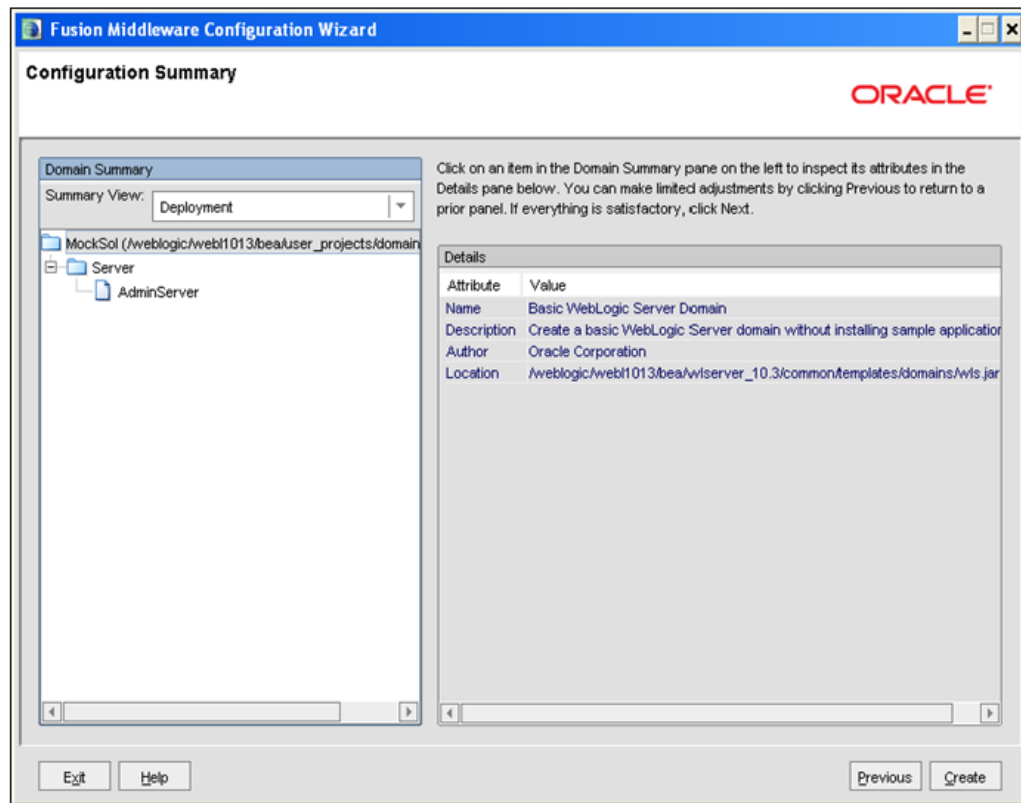 Fusion Middleware Configuration Wizard
Configuration Summary
ORACLE
Domain Summary
Summary View: Deployment
MockSol (/weblogic/webl1013/bea/user_projects/domain
Server
AdminServer
Click on an item in the Domain Summary pane on the left to inspect its attributes in the
Details pane below. You can make limited adjustments by clicking Previous to return to a
prior panel. If everything is satisfactory, click Next.
Details
Attribute Value
Name Basic WebLogic Server Domain
Description Create a basic WebLogic Server domain without installing sample application
Author Oracle Corporation
Location /weblogic/webl1013/bea/wlserver_10.3/common/templates/domains/wls.jar
Exit Help Previous Create